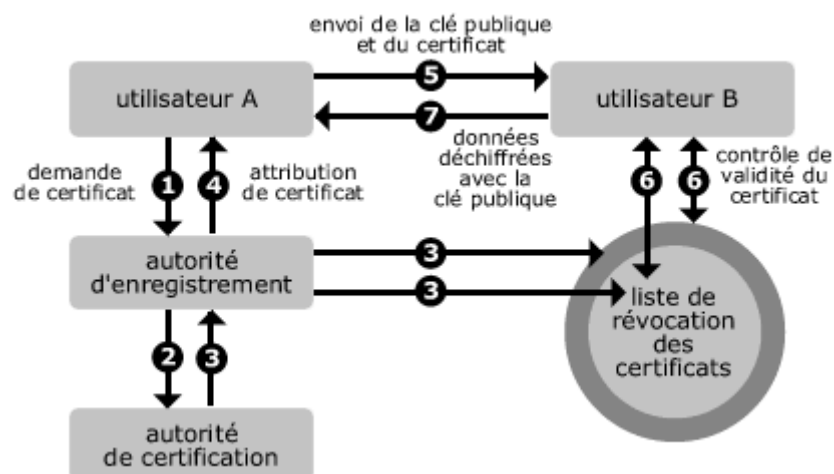 envoi de la clé publique
et du certificat
utilisateur A
5
utilisateur B
7
demande
de certificat
1
4
attribution
de certificat
données
déchiffrées
avec la
clé publique
6
6
contrôle de
validité du
certificat
autorité
d'enregistrement
3
3
liste de
révocation
des
certificats
2
3
autorité
de certification